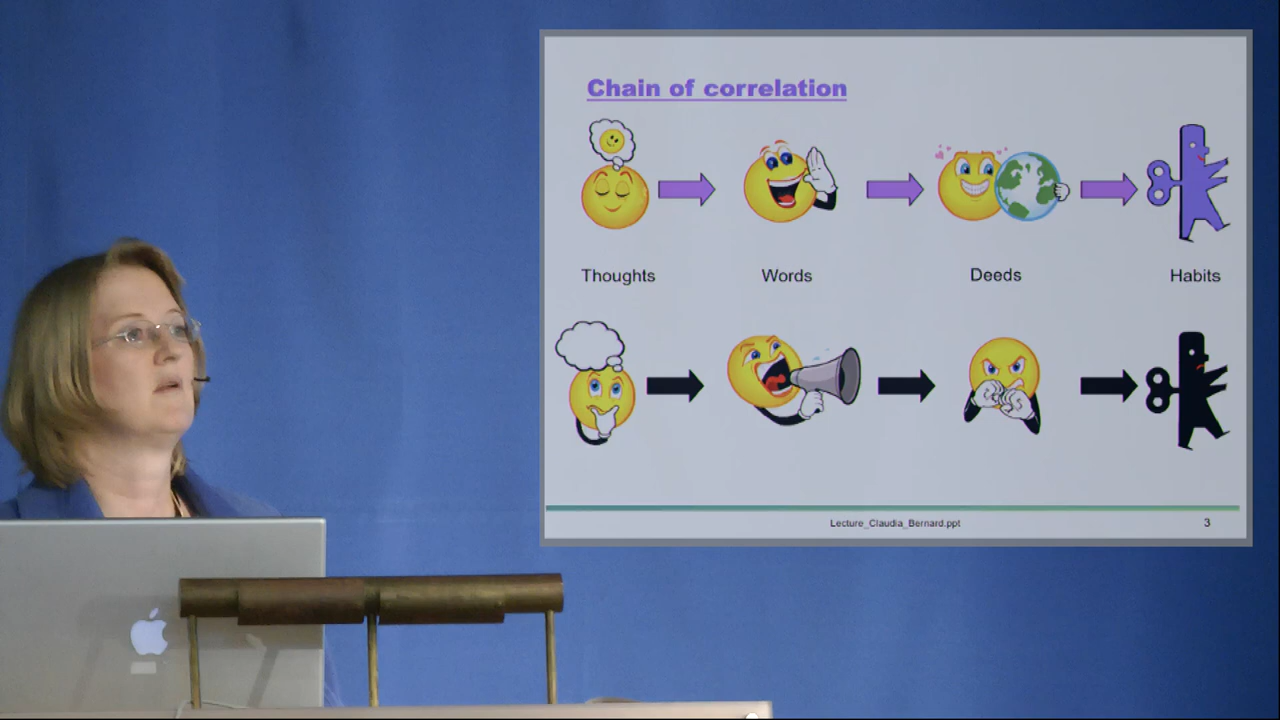 Chain of correlation
Thoughts
Words
Deeds
Habits
Lecture_Claudia_Bernard.ppt
3